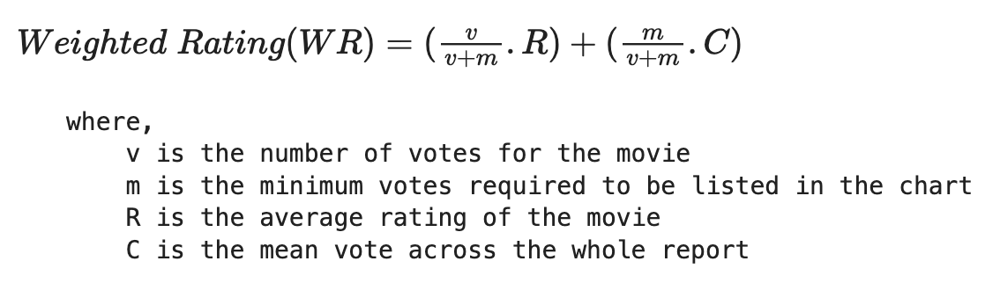 Weighted Rating(WR) = (v/v+m . R) + (m/v+m . C)
where,
v is the number of votes for the movie
m is the minimum votes required to be listed in the chart
R is the average rating of the movie
C is the mean vote across the whole report